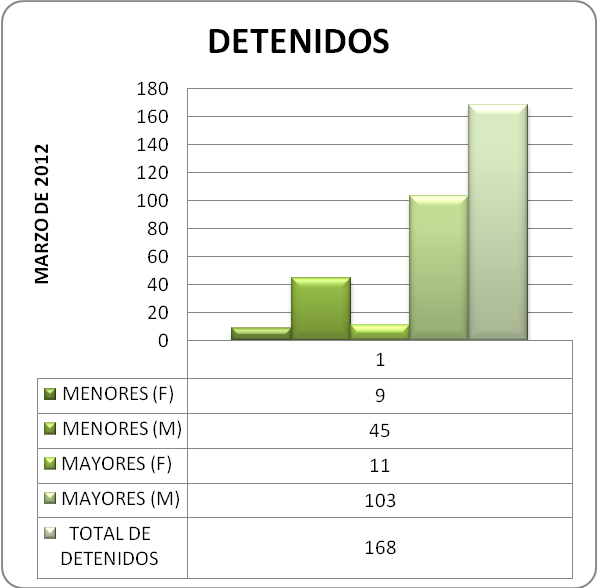 DETENIDOS
MARZO DE 2012
180
160
140
120
100
80
60
40
20
0
1
MENORES (F) 9
MENORES (M) 45
MAYORES (F) 11
MAYORES (M) 103
TOTAL DE
DETENIDOS 168